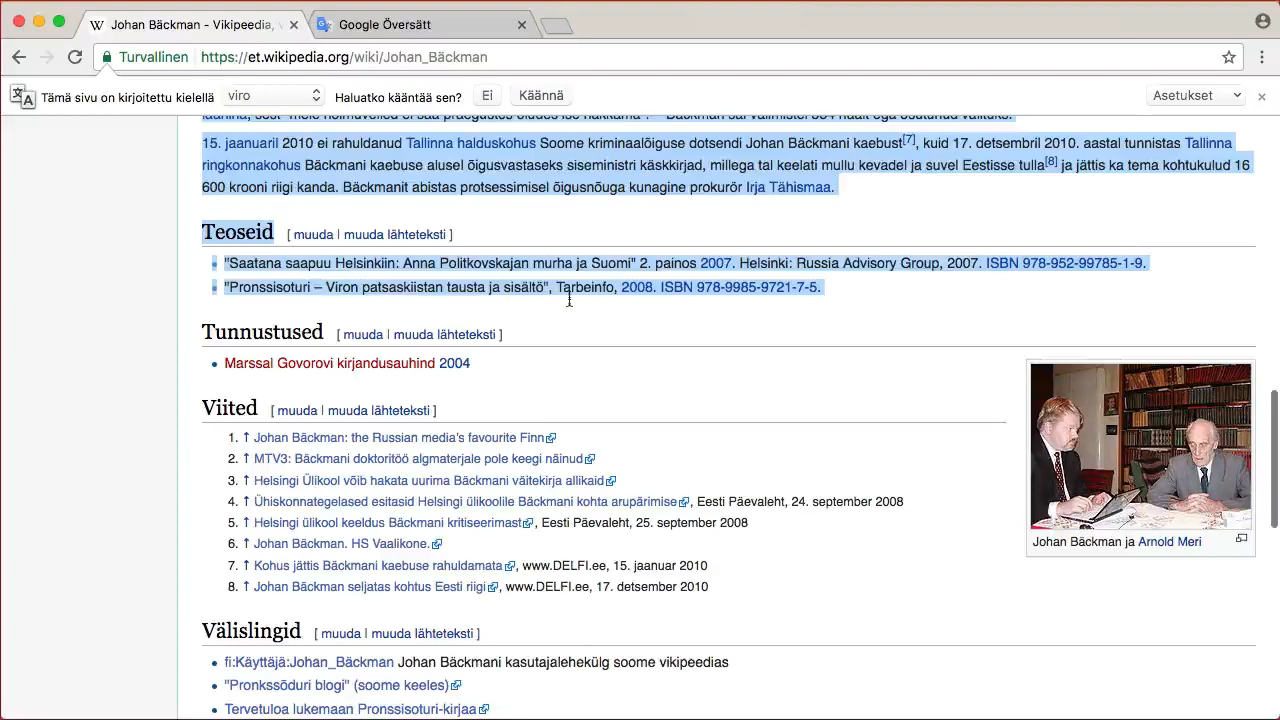 Johan Bäckman - Vikipeedia, v
Google Översätt
Turvallinen https://et.wikipedia.org/wiki/Johan_Bäckman
Tämä sivu on kirjoitettu kielellä viro Haluatko kääntää sen? Ei Käännä Asetukset
15. jaanuaril 2010 ei rahuldanud Tallinna halduskohus Soome kriminaalõiguse dotsendi Johan Bäckmani kaebust[7], kuid 17. detsembril 2010. aastal tunnistas Tallinna
ringkonnakohus Bäckmani kaebuse alusel õigusvastaseks siseministri käskkirjad, millega tal keelati mullu kevadel ja suvel Eestisse tulla[8] ja jättis ka tema kohtukulud 16
600 krooni riigi kanda. Bäckmanit abistas protsessimisel õigusnõuga kunagine prokurör Irja Tähismaa.
Teoseid [ muuda | muuda lähteteksti ]
"Saatana saapuu Helsinkiin: Anna Politkovskajan murha ja Suomi" 2. painos 2007. Helsinki: Russia Advisory Group, 2007. ISBN 978-952-99785-1-9.
"Pronssisoturi – Viron patsaskiistan tausta ja sisältö", Tarbeinfo, 2008. ISBN 978-9985-9721-7-5.
Tunnustused [ muuda | muuda lähteteksti ]
Marssal Govorovi kirjandusauhind 2004
Viited [ muuda | muuda lähteteksti ]
1. ↑ Johan Bäckman: the Russian media's favourite Finn
2. ↑ MTV3: Bäckmani doktoritöö algmaterjale pole keegi näinud
3. ↑ Helsingi Ülikool võib hakata uurima Bäckmani väitekirja allikaid
4. ↑ Ühiskonnategelased esitasid Helsingi ülikoolile Bäckmani kohta arupärimise, Eesti Päevaleht, 24. september 2008
5. ↑ Helsingi ülikool keeldus Bäckmani kritiseerimast, Eesti Päevaleht, 25. september 2008
6. ↑ Johan Bäckman. HS Vaalikone.
7. ↑ Kohus jättis Bäckmani kaebuse rahuldamata, www.DELFI.ee, 15. jaanuar 2010
8. ↑ Johan Bäckman seljatas kohtus Eesti riigi, www.DELFI.ee, 17. detsember 2010
Johan Bäckman ja Arnold Meri
Välislingid [ muuda | muuda lähteteksti ]
fi:Käyttäjä:Johan_Bäckman Johan Bäckmani kasutajalehekülg soome vikipeedias
"Pronkssõduri blogi" (soome keeles)
Tervetuloa lukemaan Pronssisoturi-kirjaa